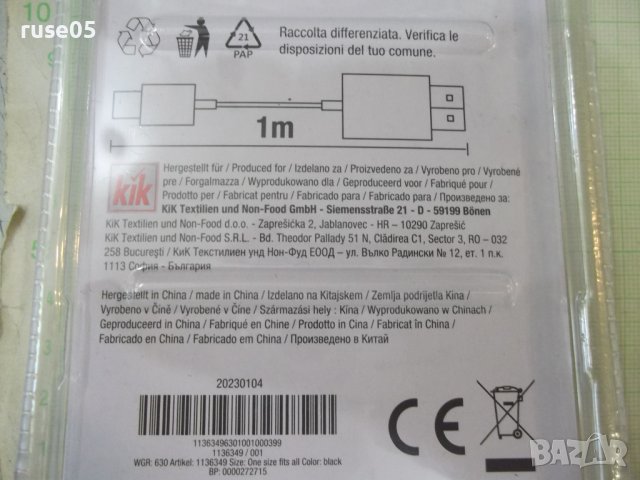 ruse05
Raccolta differenziata. Verifica le
disposizioni del tuo comune.
21
PAP
1m
kik
Hergestellt für / Produced for / Izdelano za / Proizvedeno za / Vyrobeno pro / Vyrobené
pre / Forgalmazza / Wyprodukowano dla / Geproduceerd voor / Fabriqué pour /
Prodotto per / Fabricat pentru / Fabricado para / Fabricado para / Произведено за:
KiK Textilien und Non-Food GmbH - Siemensstraße 21 - D - 59199 Bönen
KiK Textilien und Non-Food d.o.o. - Zaprešićka 2, Jablanovec - HR – 10290 Zaprešić
KiK Textilien und Non-Food S.R.L. - Bd. Theodor Pallady 51 N, Clădirea C1, Sector 3, RO – 032
258 Bucureşti / КиК Текстилиен унд Нон-Фуд ЕООД – ул. Вълко Радински № 12, ет. 1 п.к.
1113 София - България
Hergestellt in China / made in China / Izdelano na Kitajskem / Zemlja podrijetla Kina /
Vyrobeno v Číně / Vyrobené v Číne / Származási hely : Kína / Wyprodukowano w Chinach /
Geproduceerd in China / Fabriqué en Chine / Prodotto in Cina / Fabricat în China /
Fabricado en China / Fabricado em China / Произведено в Китай
20230104
11363496301001000399
1136349 / 001
WGR: 630 Artikel: 1136349 Size: One size fits all Color: black
BP: 0000272715
CE
BAZAR